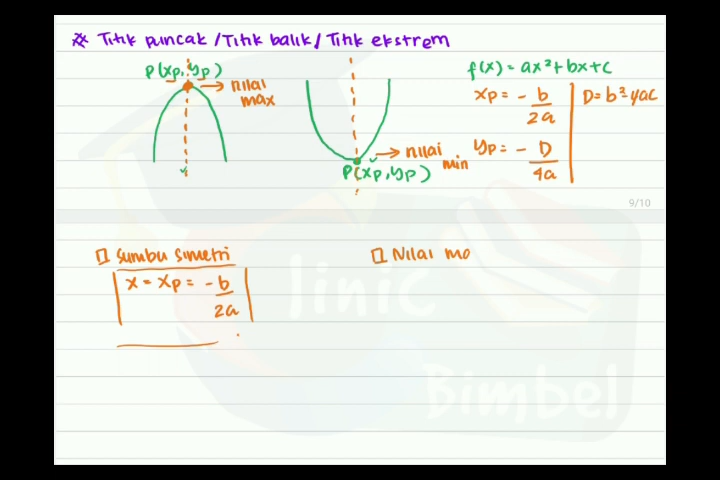 # Titik puncak / Titik balik / Titik ekstrem
P(xp, yp)
nilai
max
nilai
min
P(xp, yp)
f(x) = ax² + bx + c
xp = - b/2a
D = b² - 4ac
yp = - D/4a
9/10
Sumbu Simetri
x = xp = - b/2a
Nilai ma
linic
Bimbel